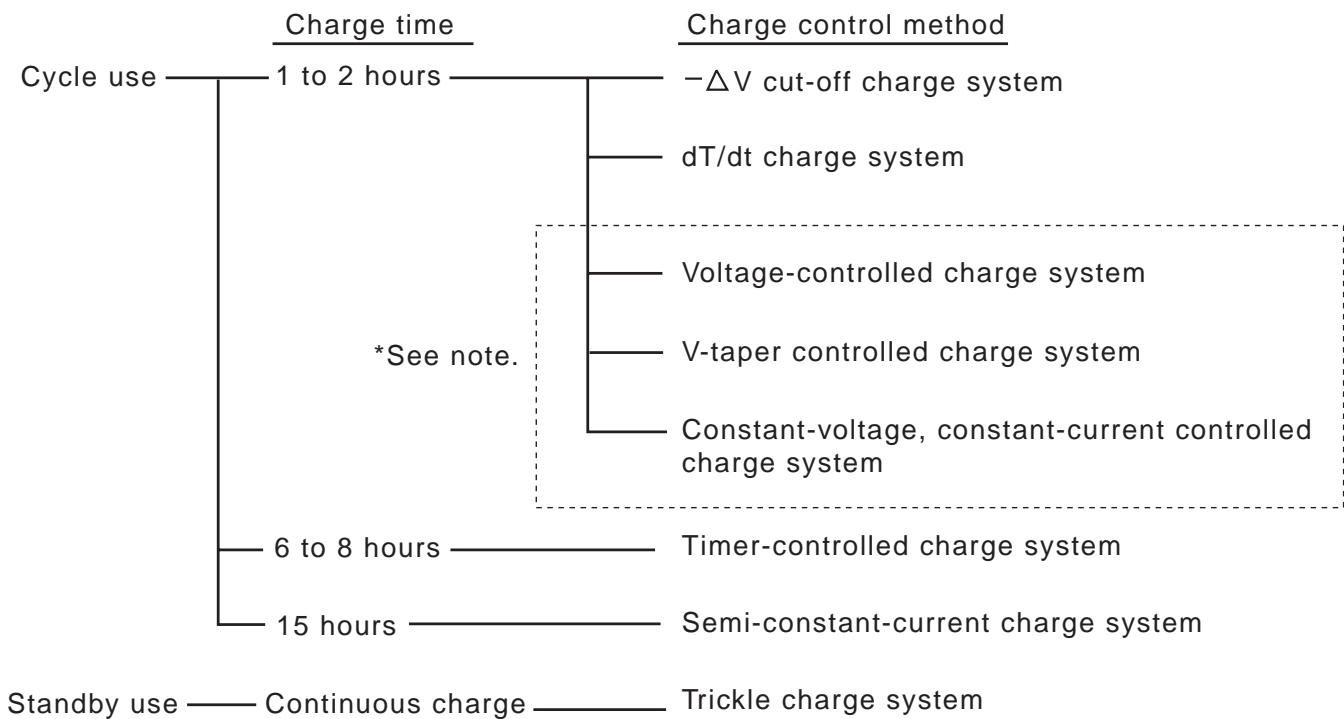 Charge time Charge control method
Cycle use 1 to 2 hours −△V cut-off charge system
dT/dt charge system
Voltage-controlled charge system
*See note. V-taper controlled charge system
Constant-voltage, constant-current controlled
charge system
6 to 8 hours Timer-controlled charge system
15 hours Semi-constant-current charge system
Standby use Continuous charge Trickle charge system